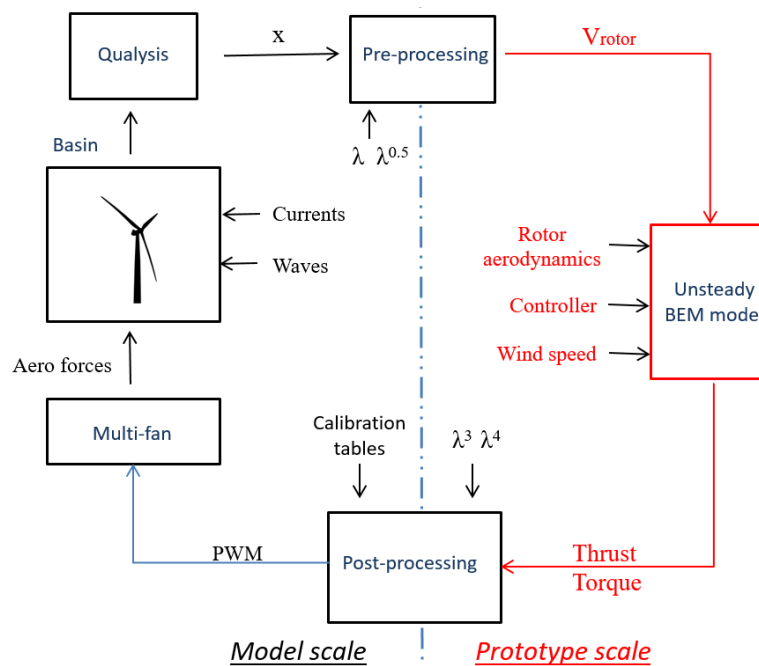 x
Vrotor
Qualysis
Pre-processing
Basin
λ λ0.5
Currents
Waves
Rotor
aerodynamics
Controller
Wind speed
Unsteady
BEM mode
Aero forces
Multi-fan
Calibration
tables
λ3 λ4
PWM
Post-processing
Thrust
Torque
Model scale
Prototype scale